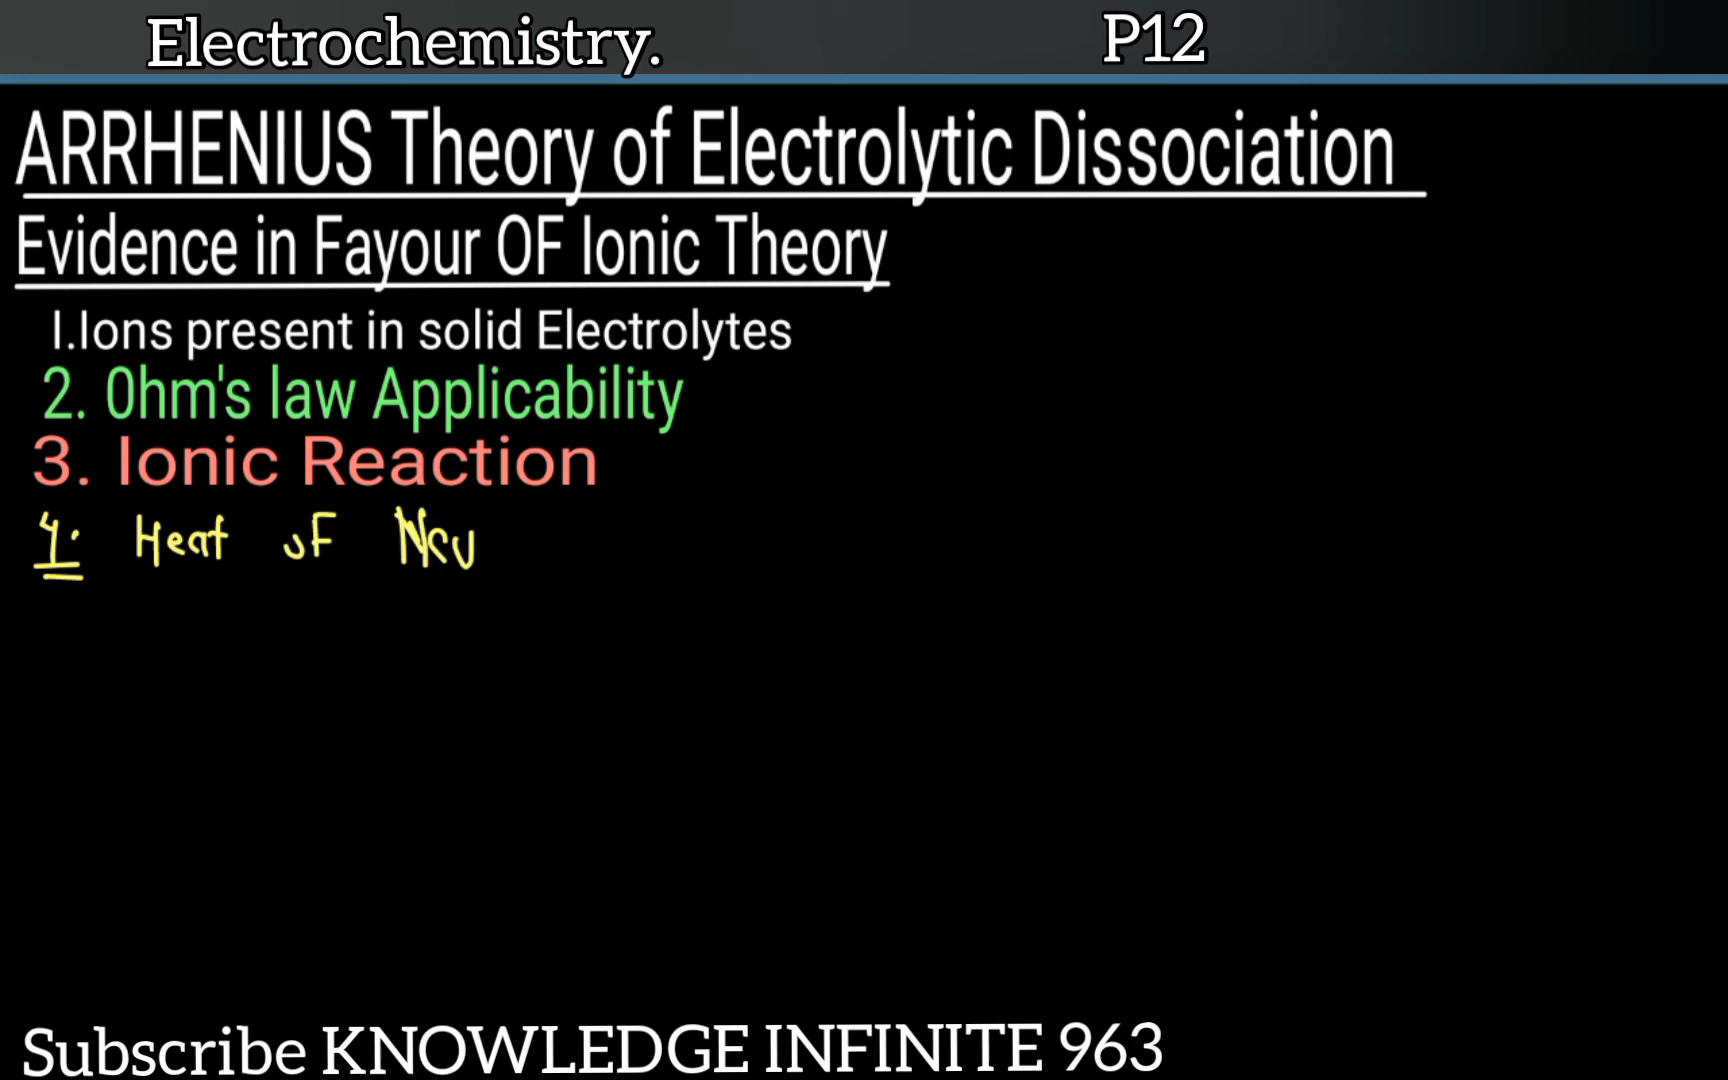 Electrochemistry. P12
ARRHENIUS Theory of Electrolytic Dissociation
Evidence in Fayour OF Ionic Theory
I.Ions present in solid Electrolytes
2. 0hm's law Applicability
3. Ionic Reaction
4. Heat of Neu
Subscribe KNOWLEDGE INFINITE 963